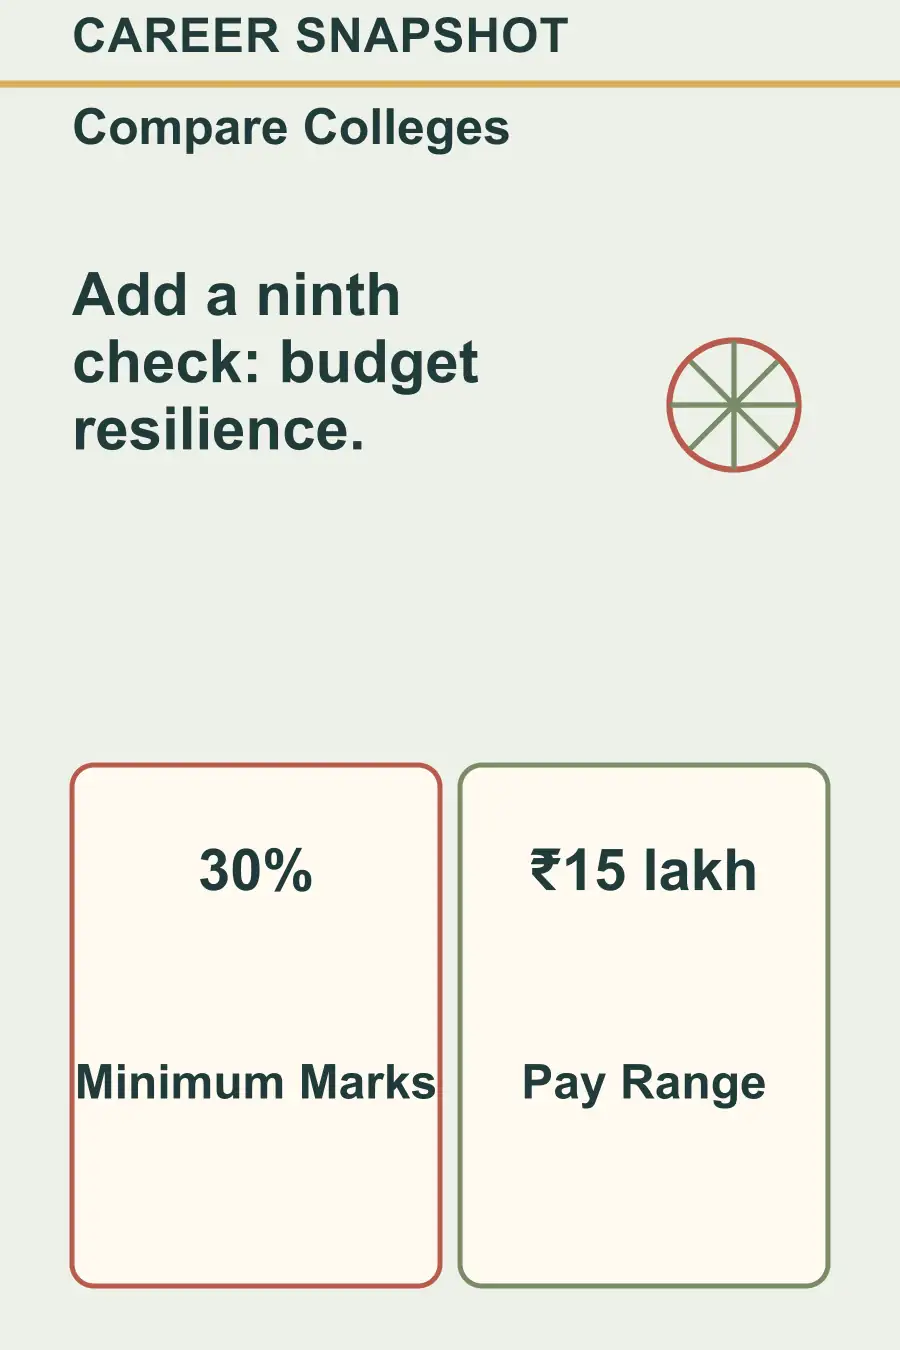 CAREER SNAPSHOT
Compare Colleges
Add a ninth
check: budget
resilience.
30%
Minimum Marks
₹15 lakh
Pay Range